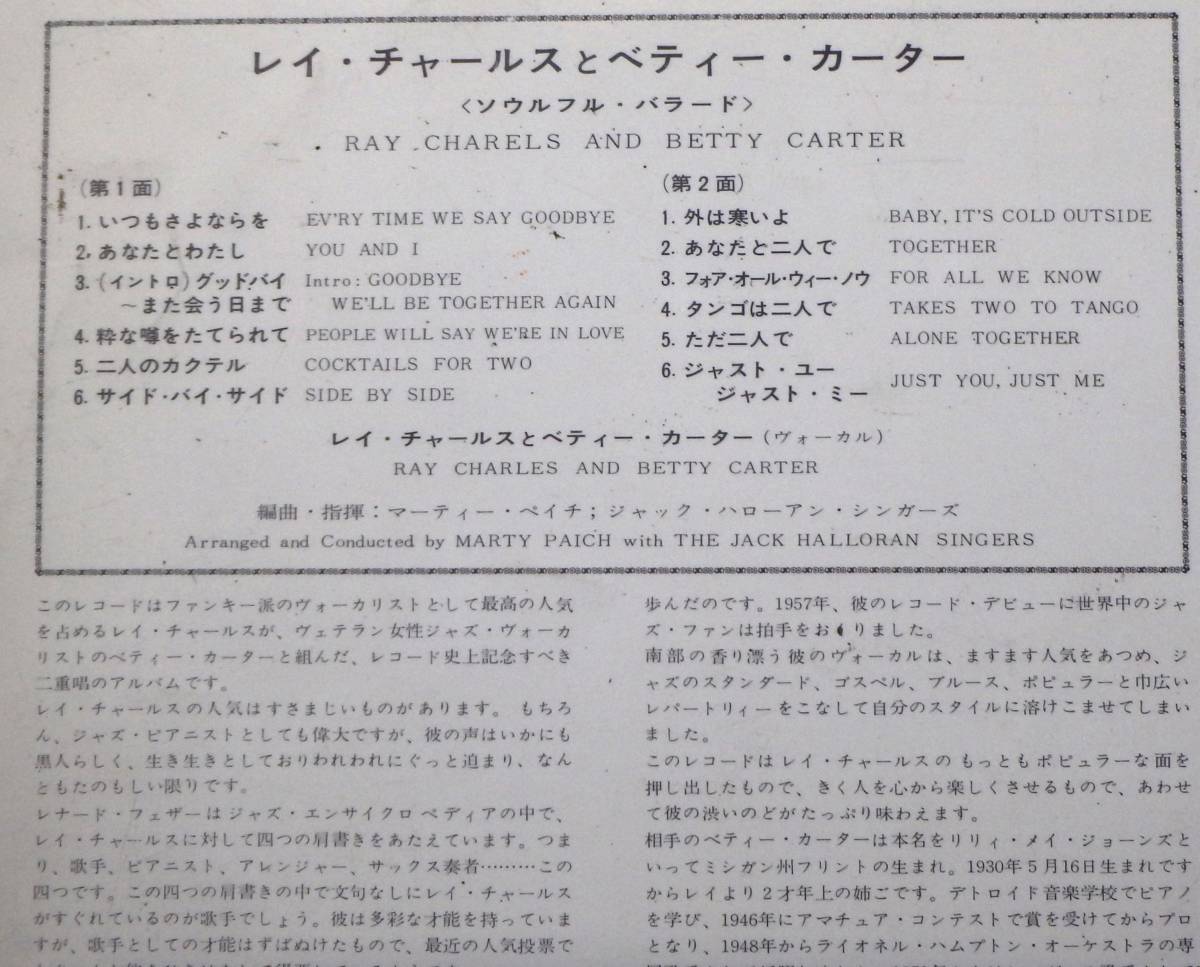 レイ・チャールスとベティー・カーター
<ソウルフル・バラード>
RAY CHARELS AND BETTY CARTER
(第1面)
1. いつもさよならを EV'RY TIME WE SAY GOODBYE
2. あなたとわたし YOU AND I
3. (イントロ)グッドバイ Intro: GOODBYE
～また会う日まで WE'LL BE TOGETHER AGAIN
4. 粋な噂をたてられて PEOPLE WILL SAY WE'RE IN LOVE
5. 二人のカクテル COCKTAILS FOR TWO
6. サイド・バイ・サイド SIDE BY SIDE
(第2面)
1. 外は寒いよ BABY, IT'S COLD OUTSIDE
2. あなたと二人で TOGETHER
3. フォア・オール・ウィー・ノウ FOR ALL WE KNOW
4. タンゴは二人で TAKES TWO TO TANGO
5. ただ二人で ALONE TOGETHER
6. ジャスト・ユー
ジャスト・ミー JUST YOU, JUST ME
レイ・チャールスとベティー・カーター(ヴォーカル)
RAY CHARLES AND BETTY CARTER
編曲・指揮：マーティー・ペイチ；ジャック・ハローアン・シンガーズ
Arranged and Conducted by MARTY PAICH with THE JACK HALLORAN SINGERS
このレコードはファンキー派のヴォーカリストとして最高の人気
を占めるレイ・チャールスが、ヴェテラン女性ジャズ・ヴォーカ
リストのベティー・カーターと組んだ、レコード史上記念すべき
二重唱のアルバムです。
レイ・チャールスの人気はすさまじいものがあります。もちろ
ん、ジャズ・ピアニストとしても偉大ですが、彼の声はいかにも
黒人らしく、生き生きとしておりわれわれにぐっと迫まり、なん
ともたのもしい限りです。
レナード・フェザーはジャズ・エンサイクロペディアの中で、
レイ・チャールスに対して四つの肩書きをあたえています。つま
り、歌手、ピアニスト、アレンジャー、サックス奏者………この
四つです。この四つの肩書きの中で文句なしにレイ・チャールス
がすぐれているのが歌手でしょう。彼は多彩な才能を持っていま
すが、歌手としての才能はずばぬけたもので、最近の人気投票で
歩んだのです。1957年、彼のレコード・デビューに世界中のジャ
ズ・ファンは拍手をおくりました。
南部の香り漂う彼のヴォーカルは、ますます人気をあつめ、ジ
ャズのスタンダード、ゴスペル、ブルース、ポピュラーと巾広い
レパートリィーをこなして自分のスタイルに溶けこませてしまい
ました。
このレコードはレイ・チャールスのもっともポピュラーな面を
押し出したもので、きく人を心から楽しくさせるもので、あわせ
て彼の渋いのどがたっぷり味わえます。
相手のベティー・カーターは本名をリリィ・メイ・ジョーンズと
いってミシガン州フリントの生まれ。1930年5月16日生まれです
からレイより2才年上の姉ごです。デトロイド音楽学校でピアノ
を学び、1946年にアマチュア・コンテストで賞を受けてからプロ
となり、1948年からライオネル・ハムプトン・オーケストラの専